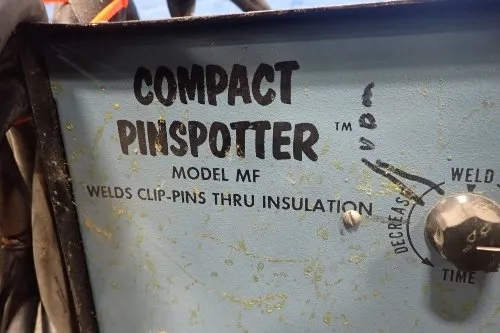 COMPACT
PINSPOTTER ™
MODEL MF
WELDS CLIP-PINS THRU INSULATION
WELD
DECREASE
TIME